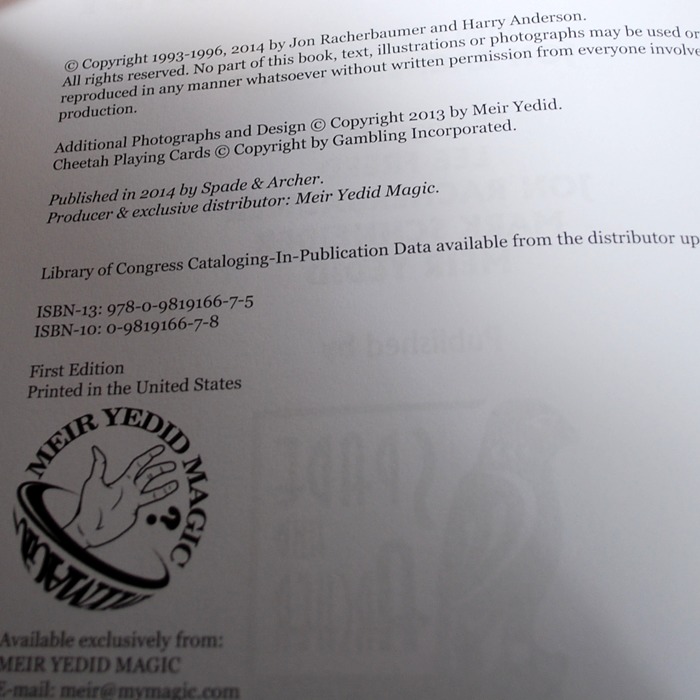 © Copyright 1993-1996, 2014 by Jon Racherbaumer and Harry Anderson.
All rights reserved. No part of this book, text, illustrations or photographs may be used or
reproduced in any manner whatsoever without written permission from everyone involve
production.
Additional Photographs and Design © Copyright 2013 by Meir Yedid.
Cheetah Playing Cards © Copyright by Gambling Incorporated.
Published in 2014 by Spade & Archer.
Producer & exclusive distributor: Meir Yedid Magic.
Library of Congress Cataloging-In-Publication Data available from the distributor up
ISBN-13: 978-0-9819166-7-5
ISBN-10: 0-9819166-7-8
First Edition
Printed in the United States
MEIR YEDID MAGIC
?
Available exclusively from:
MEIR YEDID MAGIC
E-mail: meir@mymagic.com